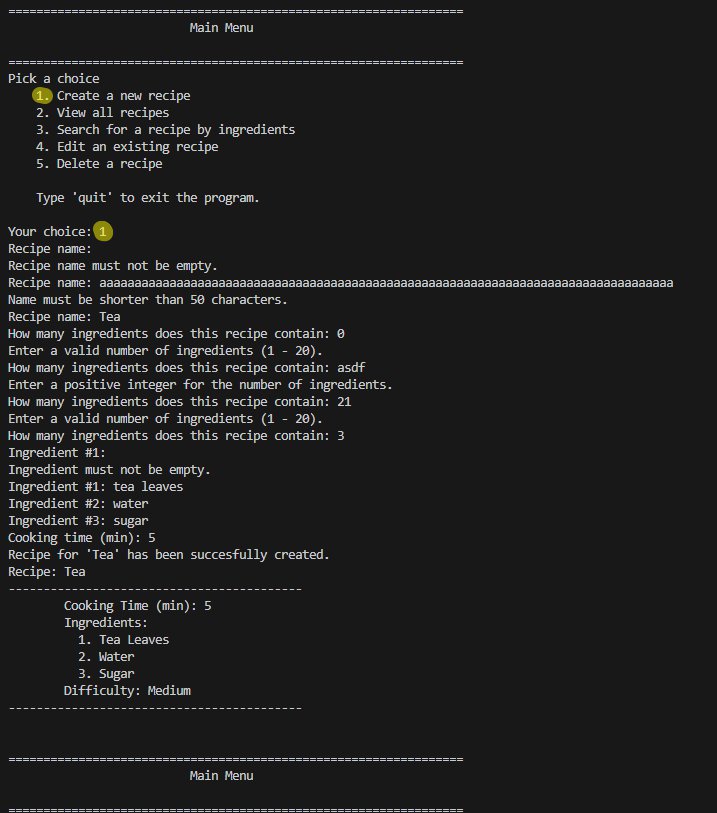 =================================================================
Main Menu
=================================================================
Pick a choice
1. Create a new recipe
2. View all recipes
3. Search for a recipe by ingredients
4. Edit an existing recipe
5. Delete a recipe
Type 'quit' to exit the program.
Your choice: 1
Recipe name:
Recipe name must not be empty.
Recipe name: aaaaaaaaaaaaaaaaaaaaaaaaaaaaaaaaaaaaaaaaaaaaaaaaaaaaaaaaaaaaaaaaaaaaaaaaaaaaaaaaaa
Name must be shorter than 50 characters.
Recipe name: Tea
How many ingredients does this recipe contain: 0
Enter a valid number of ingredients (1 - 20).
How many ingredients does this recipe contain: asdf
Enter a positive integer for the number of ingredients.
How many ingredients does this recipe contain: 21
Enter a valid number of ingredients (1 - 20).
How many ingredients does this recipe contain: 3
Ingredient #1:
Ingredient must not be empty.
Ingredient #1: tea leaves
Ingredient #2: water
Ingredient #3: sugar
Cooking time (min): 5
Recipe for 'Tea' has been succesfully created.
Recipe: Tea
------------------------------------------
Cooking Time (min): 5
Ingredients:
1. Tea Leaves
2. Water
3. Sugar
Difficulty: Medium
------------------------------------------
=================================================================
Main Menu
=================================================================